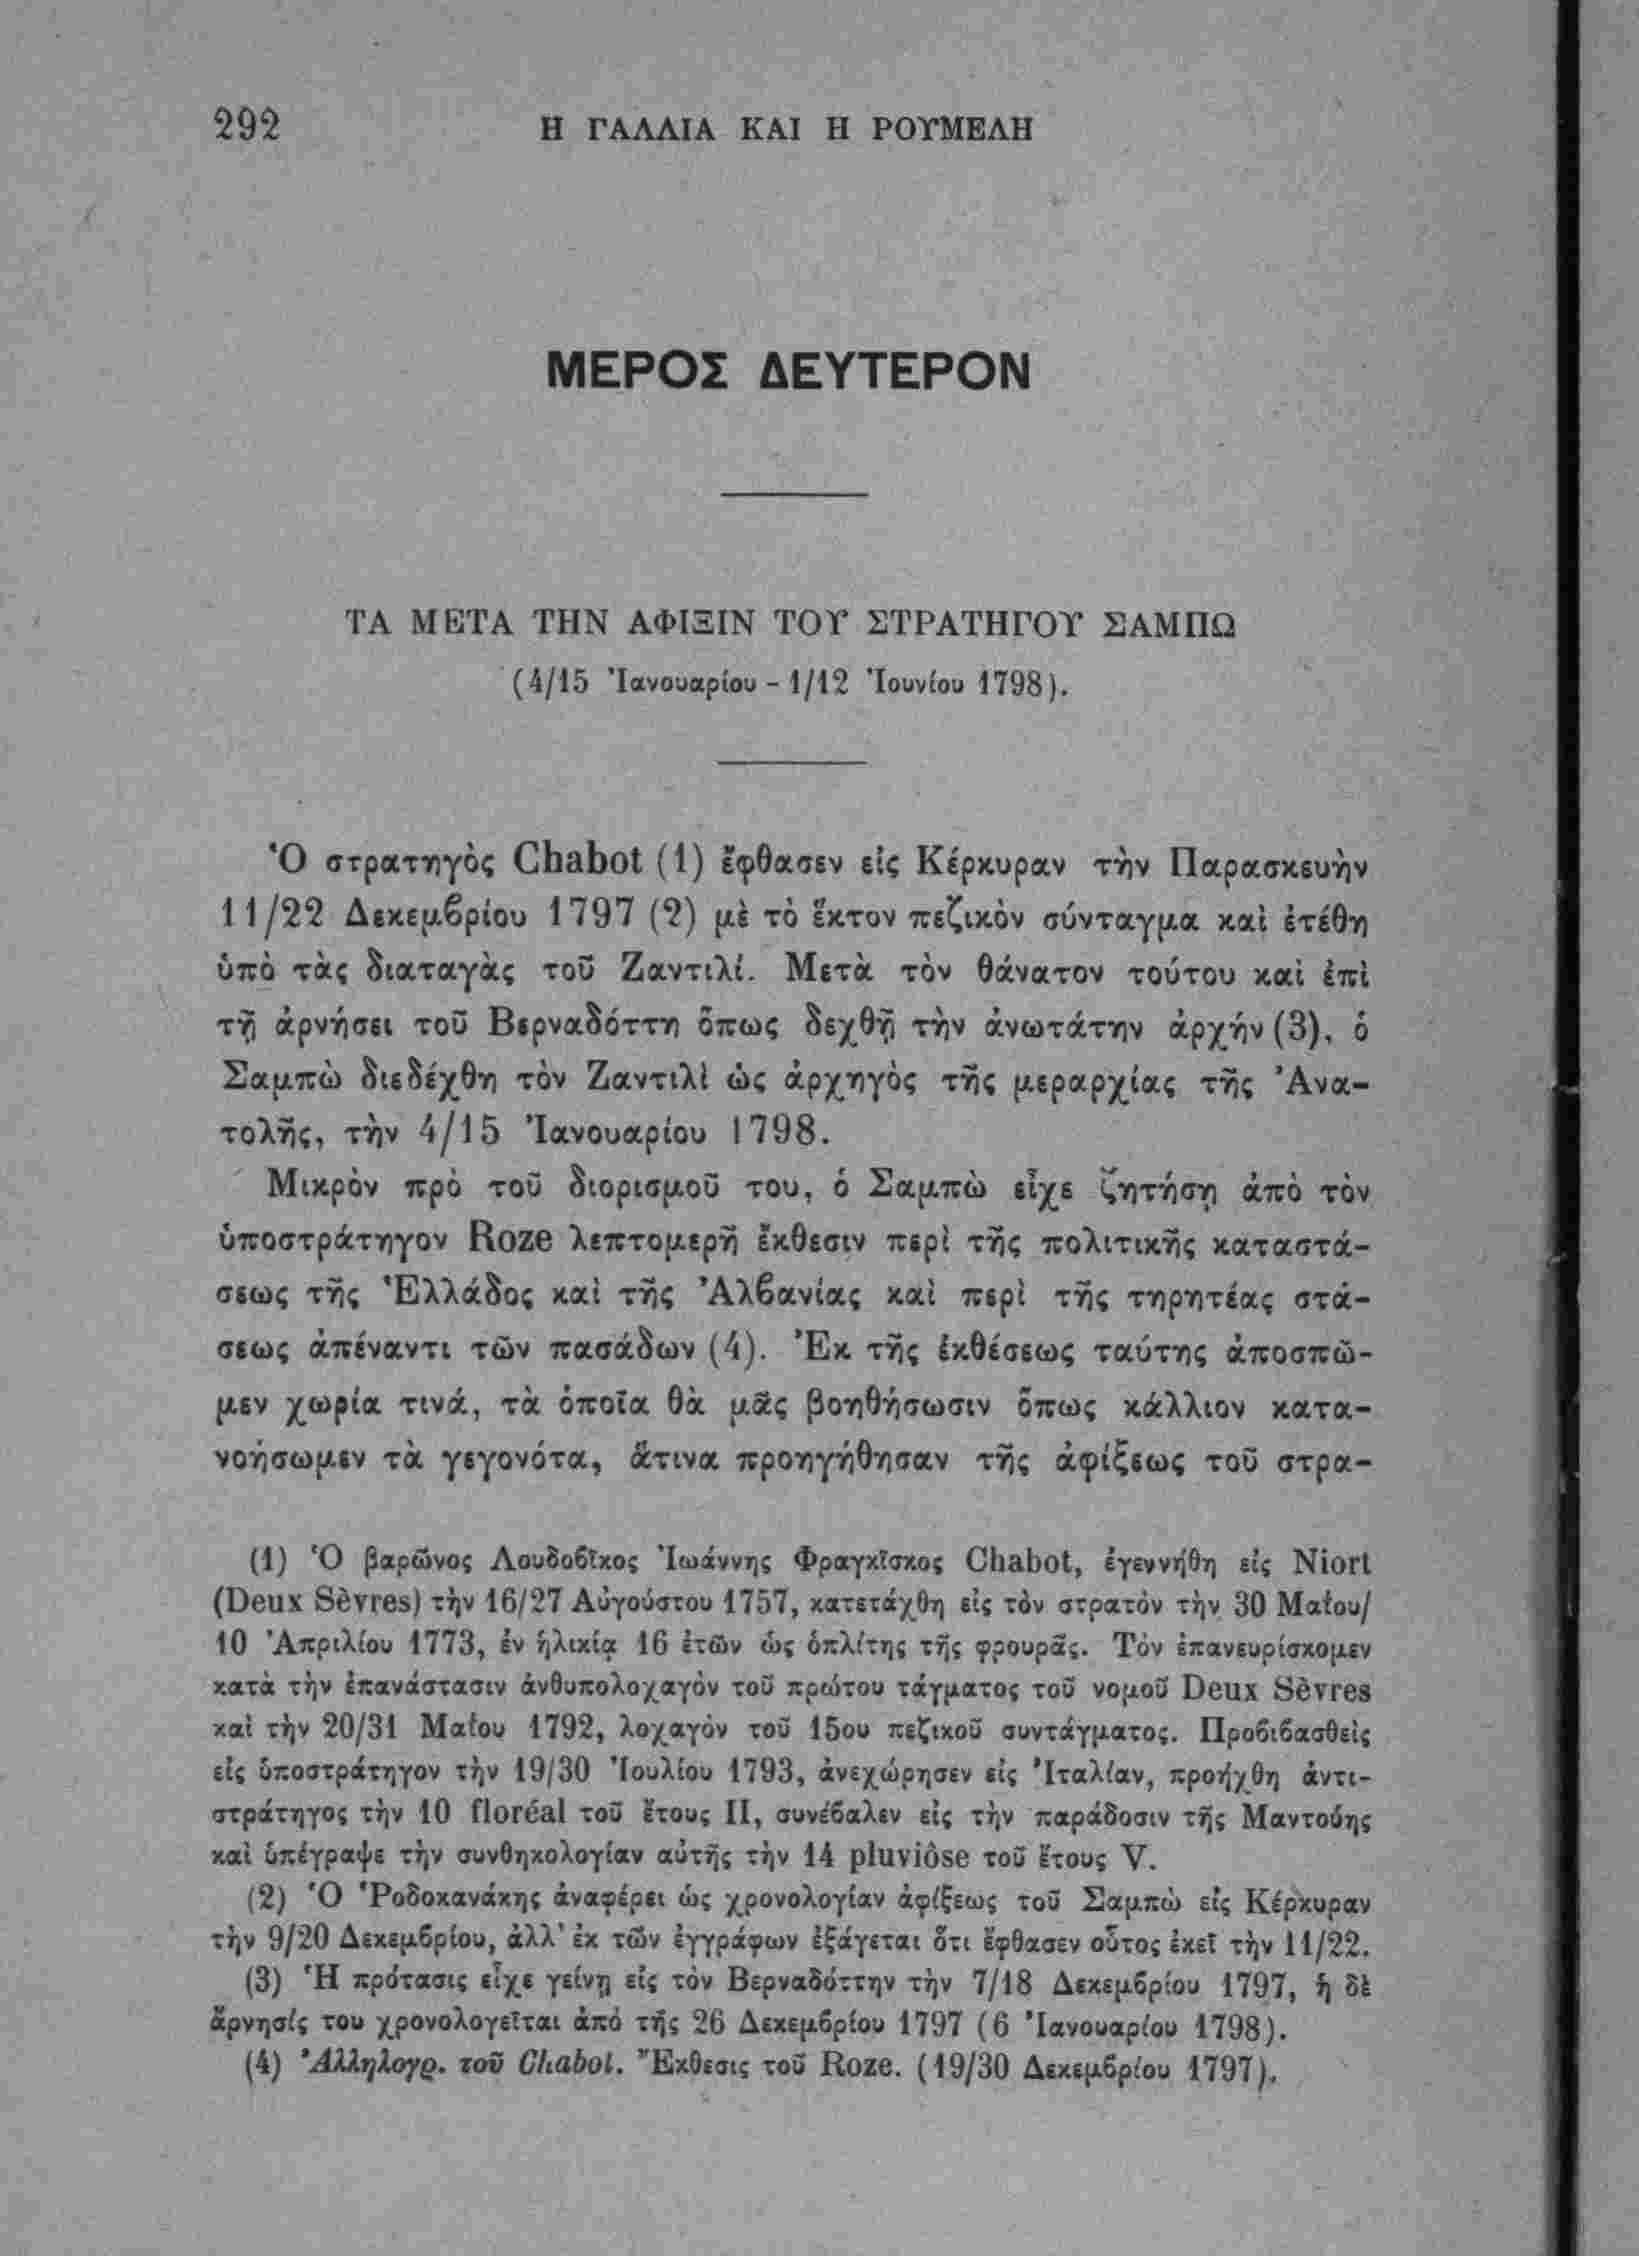 292 Η ΓΑΛΛΙΑ ΚΑΙ Η ΡΟΥΜΕΛΗ
ΜΕΡΟΣ ΔΕΥΤΕΡΟΝ
ΤΑ ΜΕΤΑ ΤΗΝ ΑΦΙΞΙΝ ΤΟΥ ΣΤΡΑΤΗΓΟΥ ΣΑΜΠΩ
(4/15 Ἰανουαρίου - 1/12 Ἰουνίου 1798).
Ὁ στρατηγὸς Chabot (1) ἔφθασεν εἰς Κέρκυραν τὴν Παρασκευὴν
11/22 Δεκεμβρίου 1797 (2) μὲ τὸ ἕκτον πεζικὸν σύνταγμα καὶ ἐτέθη
ὑπὸ τὰς διαταγὰς τοῦ Ζαντιλί. Μετὰ τὸν θάνατον τούτου καὶ ἐπὶ
τῇ ἀρνήσει τοῦ Βερναδόττη ὅπως δεχθῇ τὴν ἀνωτάτην ἀρχήν (3), ὁ
Σαμπὼ διεδέχθη τὸν Ζαντιλὶ ὡς ἀρχηγὸς τῆς μεραρχίας τῆς Ἀνα-
τολῆς, τὴν 4/15 Ἰανουαρίου 1798.
Μικρὸν πρὸ τοῦ διορισμοῦ του, ὁ Σαμπὼ εἶχε ζητήσῃ ἀπὸ τὸν
ὑποστράτηγον Roze λεπτομερῆ ἔκθεσιν περὶ τῆς πολιτικῆς καταστά-
σεως τῆς Ἑλλάδος καὶ τῆς Ἀλβανίας καὶ περὶ τῆς τηρητέας στά-
σεως ἀπέναντι τῶν πασάδων (4). Ἐκ τῆς ἐκθέσεως ταύτης ἀποσπῶ-
μεν χωρία τινά, τὰ ὁποῖα θὰ μᾶς βοηθήσωσιν ὅπως κάλλιον κατα-
νοήσωμεν τὰ γεγονότα, ἅτινα προηγήθησαν τῆς ἀφίξεως τοῦ στρα-
(1) Ὁ βαρῶνος Λουδοβῖκος Ἰωάννης Φραγκῖσκος Chabot, ἐγεννήθη εἰς Niort
(Deux Sèvres) τὴν 16/27 Αὐγούστου 1757, κατετάχθη εἰς τὸν στρατὸν τὴν 30 Μαΐου/
10 Ἀπριλίου 1773, ἐν ἡλικίᾳ 16 ἐτῶν ὡς ὁπλίτης τῆς φρουρᾶς. Τὸν ἐπανευρίσκομεν
κατὰ τὴν ἐπανάστασιν ἀνθυπολοχαγὸν τοῦ πρώτου τάγματος τοῦ νομοῦ Deux Sèvres
καὶ τὴν 20/31 Μαΐου 1792, λοχαγὸν τοῦ 15ου πεζικοῦ συντάγματος. Προβιβασθεὶς
εἰς ὑποστράτηγον τὴν 19/30 Ἰουλίου 1793, ἀνεχώρησεν εἰς Ἰταλίαν, προήχθη ἀντι-
στράτηγος τὴν 10 floréal τοῦ ἔτους II, συνέβαλεν εἰς τὴν παράδοσιν τῆς Μαντούης
καὶ ὑπέγραψε τὴν συνθηκολογίαν αὐτῆς τὴν 14 pluviôse τοῦ ἔτους V.
(2) Ὁ Ῥοδοκανάκης ἀναφέρει ὡς χρονολογίαν ἀφίξεως τοῦ Σαμπὼ εἰς Κέρκυραν
τὴν 9/20 Δεκεμβρίου, ἀλλ' ἐκ τῶν ἐγγράφων ἐξάγεται ὅτι ἔφθασεν οὗτος ἐκεῖ τὴν 11/22.
(3) Ἡ πρότασις εἶχε γείνῃ εἰς τὸν Βερναδόττην τὴν 7/18 Δεκεμβρίου 1797, ἡ δὲ
ἄρνησίς του χρονολογεῖται ἀπὸ τῆς 26 Δεκεμβρίου 1797 (6 Ἰανουαρίου 1798).
(4) Ἀλληλογρ. τοῦ Chabot. Ἔκθεσις τοῦ Roze. (19/30 Δεκεμβρίου 1797).